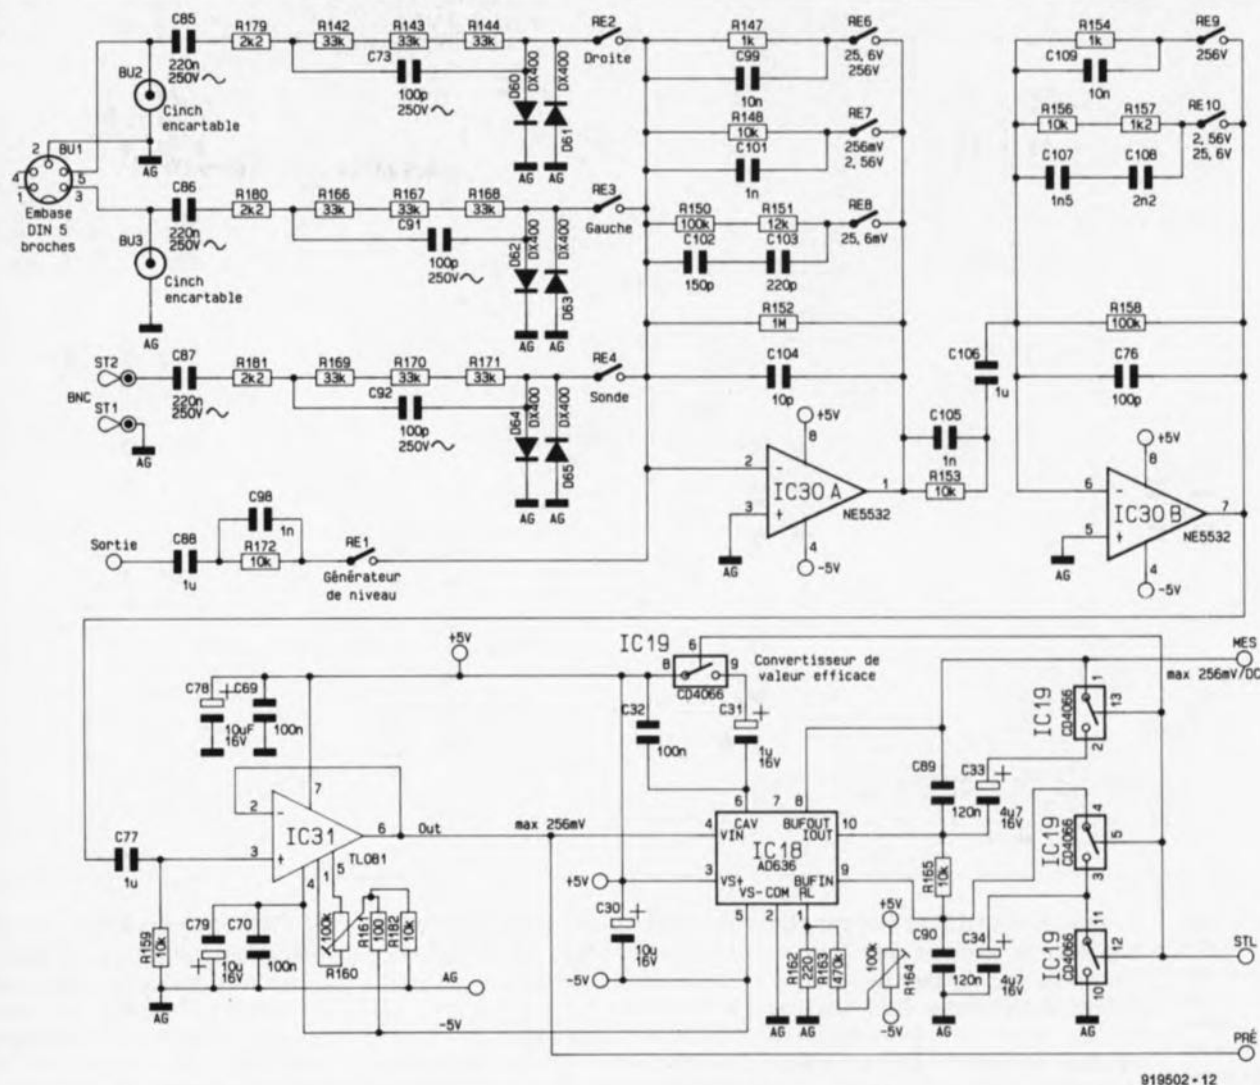 C85
220n
250V
R179
2k2
R142
33k
R143
33k
R144
33k
C73
100p
250V
D60
DX400
DX400
D61
RE2
Droite
BU2
Cinch
encartable
AG
2
BU1
4
1
5
3
Embase
DIN 5
broches
AG
AG
C86
220n
250V
R180
2k2
R166
33k
R167
33k
R168
33k
C91
100p
250V
D62
DX400
DX400
D63
RE3
Gauche
BU3
Cinch
encartable
AG
AG
AG
ST2
BNC
ST1
AG
C87
220n
250V
R181
2k2
R169
33k
R170
33k
R171
33k
C92
100p
250V
D64
DX400
DX400
D65
RE4
Sonde
AG
AG
Sortie
C88
1u
C98
1n
R172
10k
RE1
Générateur
de niveau
R147
1k
C99
10n
RE6
25, 6V
256V
R148
10k
C101
1n
RE7
256mV
2, 56V
R150
100k
R151
12k
C102
150p
C103
220p
RE8
25, 6mV
R152
1M
C104
10p
+5V
8
2
3
IC30A
1
NE5532
4
-5V
AG
C105
1n
R153
10k
C106
1u
R154
1k
C109
10n
RE9
256V
R156
10k
R157
1k2
C107
1n5
C108
2n2
RE10
2, 56V
25, 6V
R158
100k
C76
100p
+5V
8
6
5
IC30B
7
NE5532
4
-5V
AG
+5V
C78
10uF
16V
C69
100n
C77
1u
2
3
7
IC31
6
Out
TL081
4
1
5
R159
10k
AG
C79
10u
16V
C70
100n
100k
R160
R161
100
R182
10k
AG
-5V
max 256mV
IC19
6
8
9
CD4066
Convertisseur de
valeur efficace
C32
100n
C31
1u
16V
6
7
8
CAV
BUFOUT
4
VIN
IOUT
10
IC18
AD636
3
VS+
BUFIN
9
VS-
COM
RL
5
2
1
+5V
C30
10u
16V
-5V
AG
R162
220
R163
470k
AG
+5V
100k
R164
-5V
C89
120n
C33
4u7
16V
R165
10k
C90
120n
C34
4u7
16V
AG
IC19
CD4066
1
13
2
IC19
CD4066
4
5
3
IC19
CD4066
11
12
10
AG
MES
max 256mV/DC
STL
PRÉ
919502 - 12